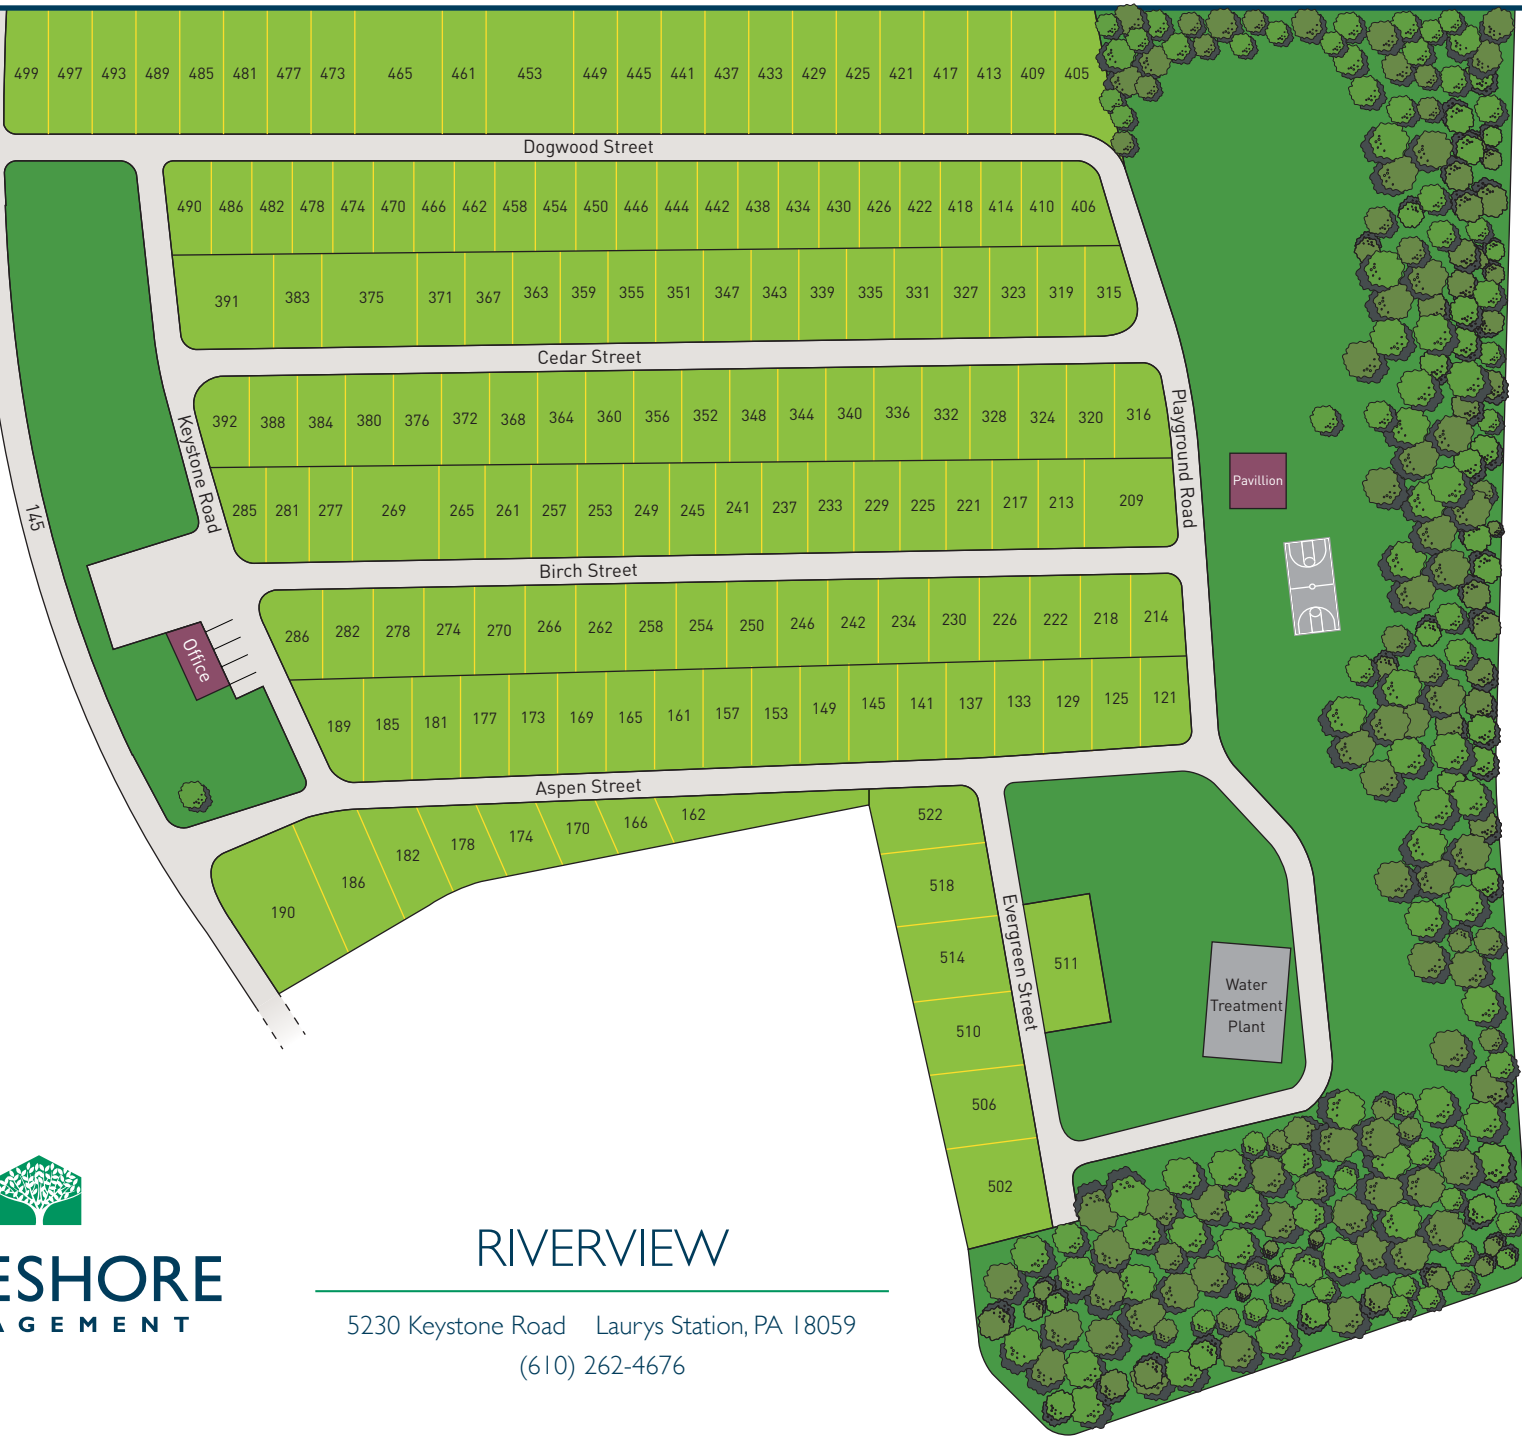 499 497 493 489 485 481 477 473 465 461 453 449 445 441 437 433 429 425 421 417 413 409 405
Dogwood Street
490 486 482 478 474 470 466 462 458 454 450 446 444 442 438 434 430 426 422 418 414 410 406
391 383 375 371 367 363 359 355 351 347 343 339 335 331 327 323 319 315
Cedar Street
392 388 384 380 376 372 368 364 360 356 352 348 344 340 336 332 328 324 320 316
Keystone Road
Playground Road
Pavillion
285 281 277 269 265 261 257 253 249 245 241 237 233 229 225 221 217 213 209
145
Birch Street
286 282 278 274 270 266 262 258 254 250 246 242 234 230 226 222 218 214
Office
189 185 181 177 173 169 165 161 157 153 149 145 141 137 133 129 125 121
Aspen Street
190 186 182 178 174 170 166 162
522
518
514
510
506
502
Evergreen Street
511
Water
Treatment
Plant
ESHORE
AGEMENT
RIVERVIEW
5230 Keystone Road Laurys Station, PA 18059
(610) 262-4676